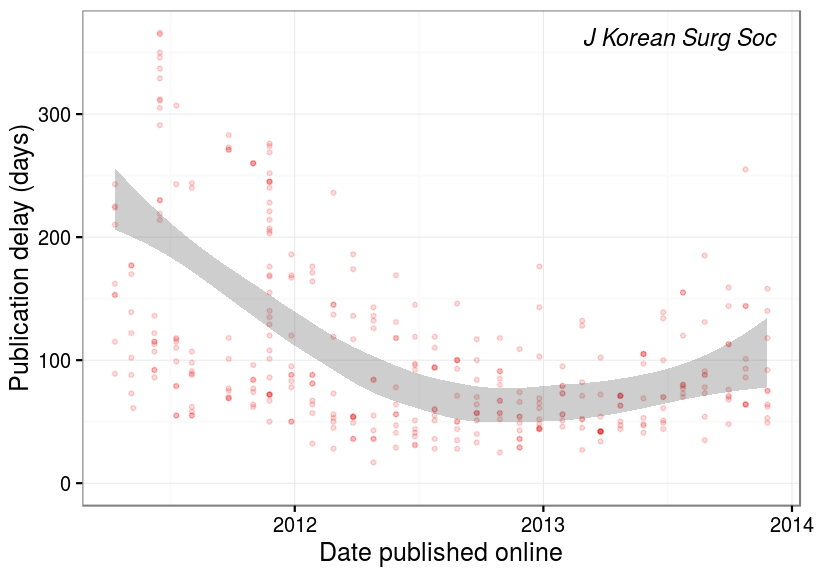 J Korean Surg Soc
Publication delay (days)
300
200
100
0
2012
2013
2014
Date published online